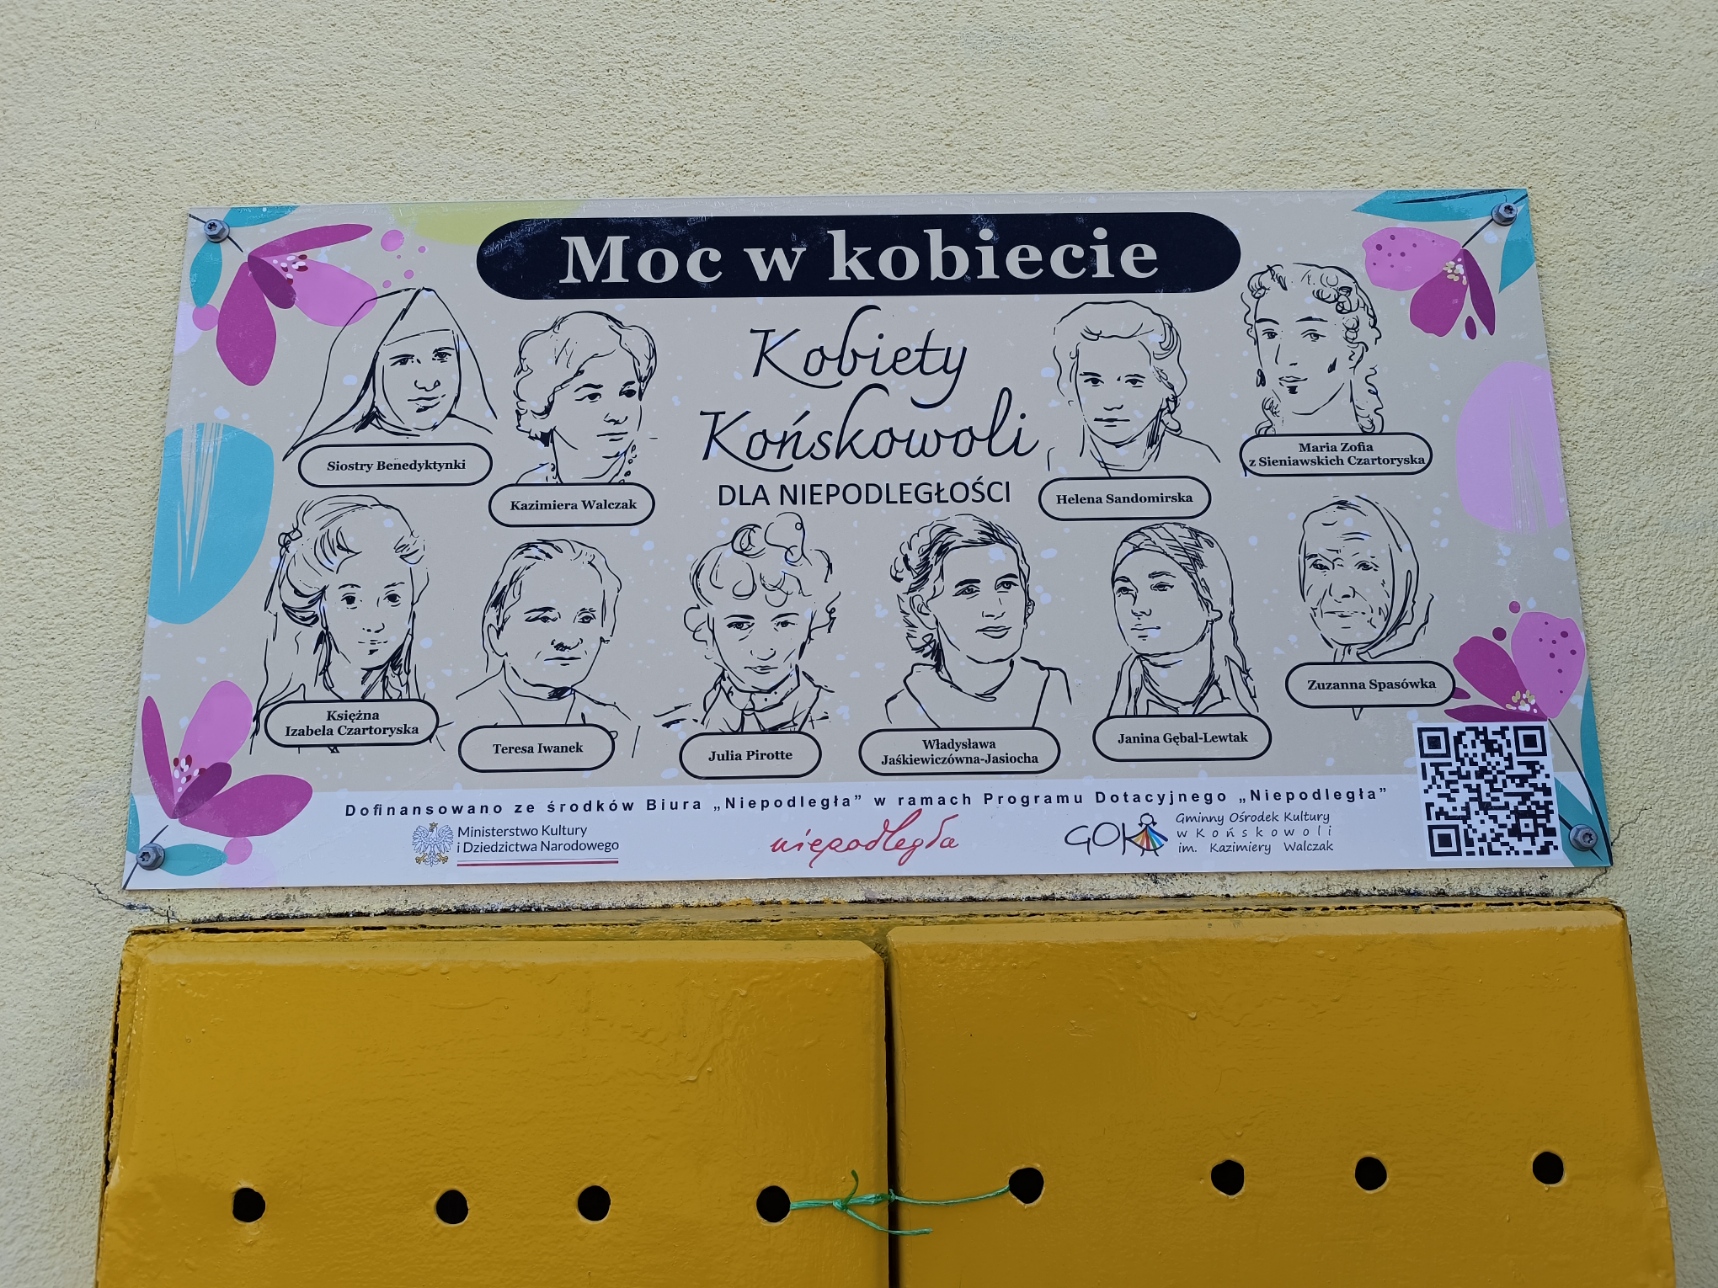 Moc w kobiecie
Kobiety
Końskowoli
DLA NIEPODLEGŁOŚCI
Siostry Benedyktynki
Kazimiera Walczak
Helena Sandomirska
Maria Zofia
z Sieniawskich Czartoryska
Księżna
Izabela Czartoryska
Teresa Iwanek
Julia Pirotte
Władysława
Jaśkiewiczówna-Jasiocha
Janina Gębal-Lewtak
Zuzanna Spasówka
Dofinansowano ze środków Biura „Niepodległa” w ramach Programu Dotacyjnego „Niepodległa”
Ministerstwo Kultury
i Dziedzictwa Narodowego
niepodległa
GOK
Gminny Ośrodek Kultury
w Końskowoli
im. Kazimiery Walczak